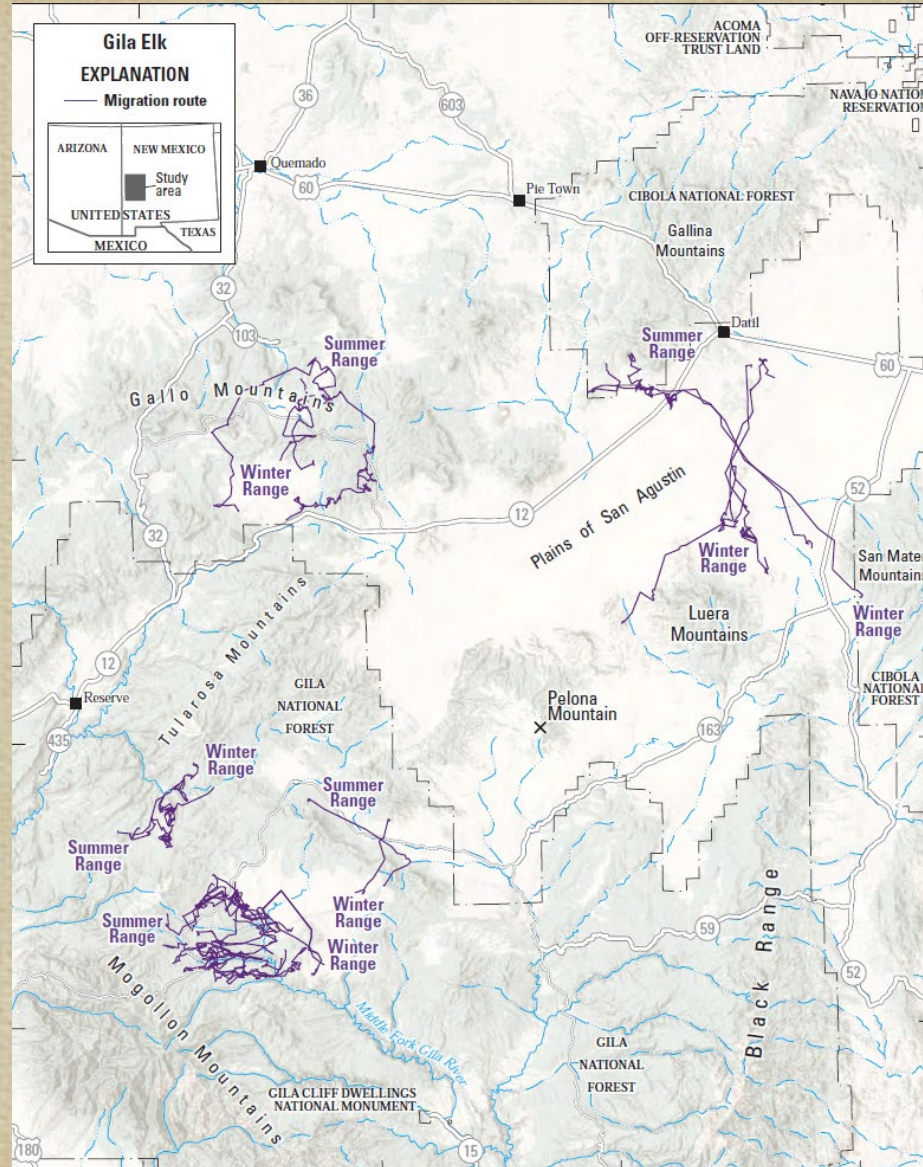 Gila Elk
EXPLANATION
Migration route
ARIZONA
NEW MEXICO
Study
area
UNITED STATES
TEXAS
MEXICO
ACOMA
OFF-RESERVATION
TRUST LAND
NAVAJO NATION
RESERVATION
36
603
Quemado
60
Pie Town
CIBOLA NATIONAL FOREST
Gallina
Mountains
32
103
Datil
Summer
Range
60
Summer
Range
Gallo Mountains
Winter
Range
Plains of San Agustin
12
52
32
Winter
Range
San Mateo
Mountains
Luera
Mountains
Winter
Range
Tularosa Mountains
12
Reserve
GILA
NATIONAL
FOREST
CIBOLA
NATIONAL
FOREST
Pelona
Mountain
163
435
Winter
Range
Summer
Range
Summer
Range
Winter
Range
Summer
Range
Winter
Range
59
Black Range
52
Mogollon Mountains
Middle Fork Gila River
GILA
NATIONAL
FOREST
GILA CLIFF DWELLINGS
NATIONAL MONUMENT
180
15